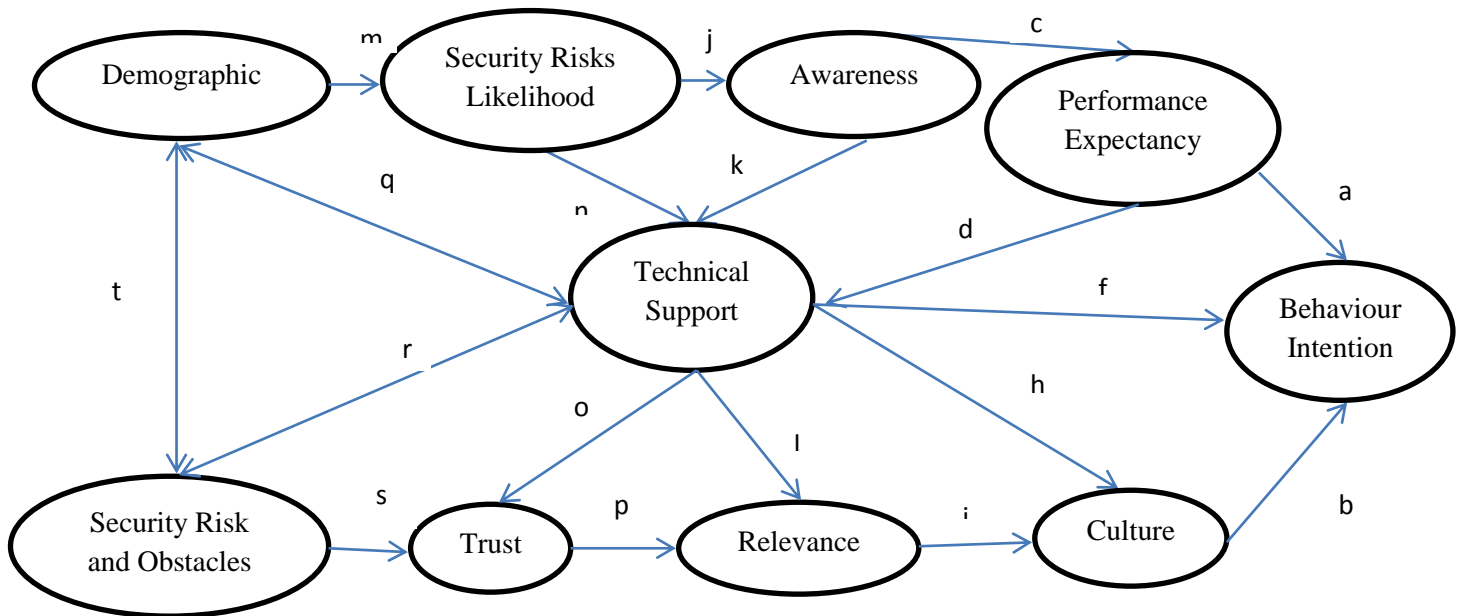 m
Demographic
Security Risks
Likelihood
j
Awareness
c
Performance
Expectancy
q
n
k
d
a
Technical
Support
t
f
Behaviour
Intention
r
o
l
h
Security Risk
and Obstacles
s
Trust
p
Relevance
i
Culture
b